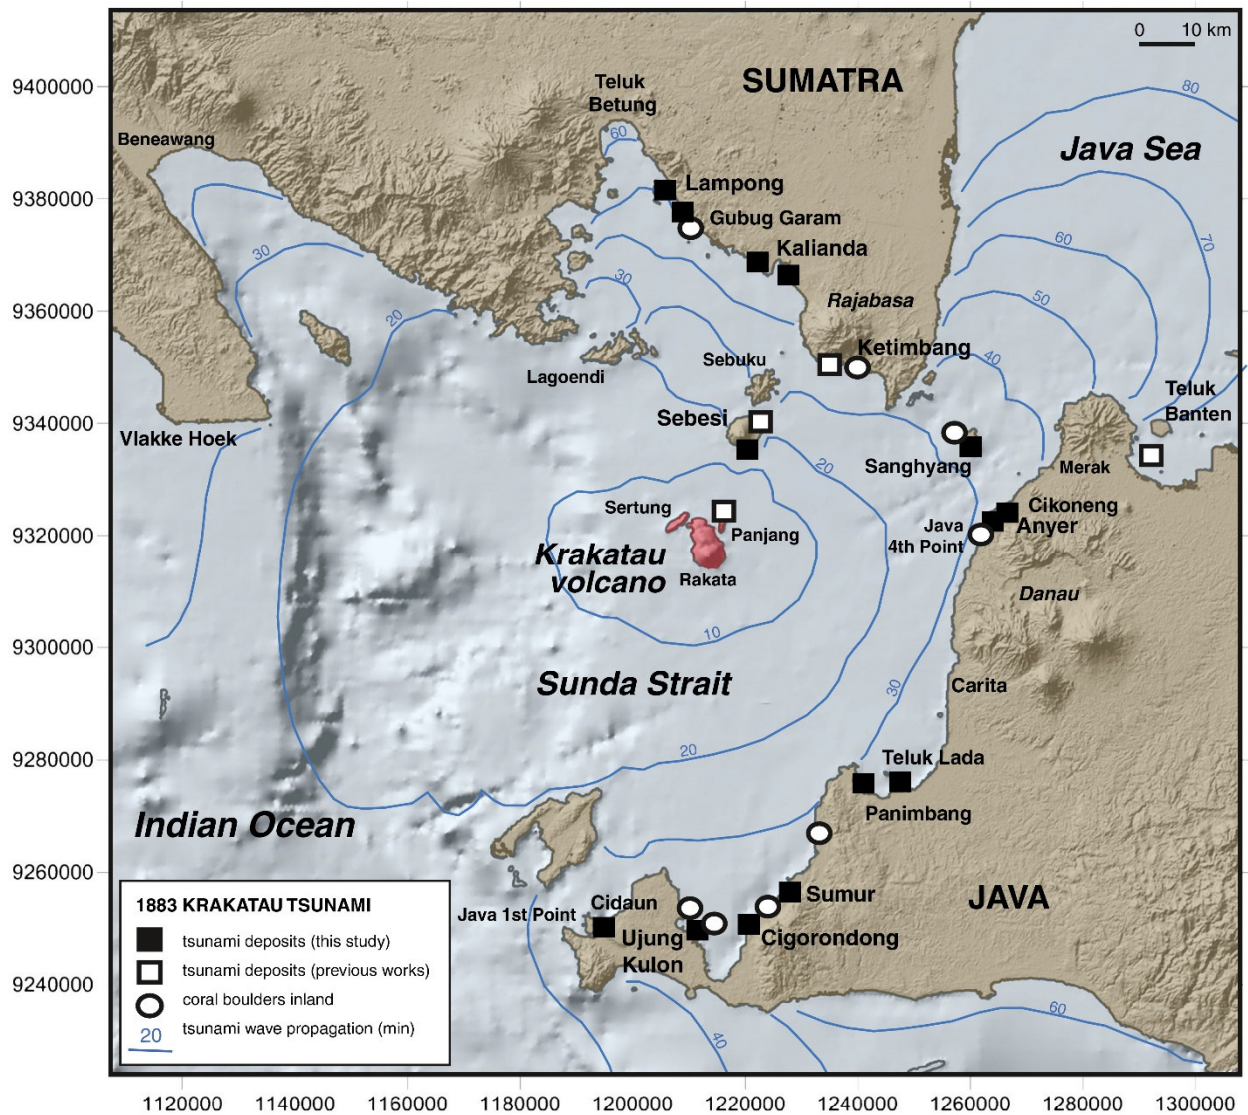 0 10 km
SUMATRA
Teluk
Betung
80
9400000
60
Beneawang
Java Sea
Lampong
9380000
Gubug Garam
Kalianda
30
60
70
30
50
Rajabasa
9360000
20
Ketimbang
40
Sebuku
Lagoendi
Teluk
Banten
Sebesi
9340000
Vlakke Hoek
20
Sanghyang
Merak
Sertung
Cikoneng
Java
4th Point
Anyer
9320000
Panjang
Krakatau
volcano
Rakata
Danau
10
9300000
Sunda Strait
30
Carita
20
Teluk Lada
9280000
Panimbang
Indian Ocean
9260000
1883 KRAKATAU TSUNAMI
tsunami deposits (this study)
tsunami deposits (previous works)
coral boulders inland
20 tsunami wave propagation (min)
Java 1st Point
Cidaun
Sumur
JAVA
Ujung
Kulon
Cigorondong
9240000
40
60
1120000 1140000 1160000 1180000 1200000 1220000 1240000 1260000 1280000 1300000